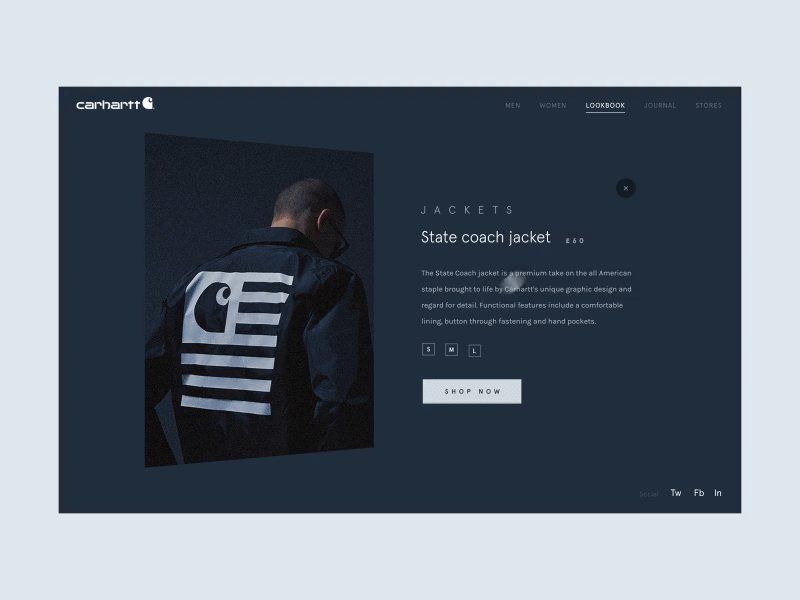 carhartt
MEN WOMEN LOOKBOOK JOURNAL STORES
JACKETS
State coach jacket £60
The State Coach jacket is a premium take on the all American
staple brought to life by Carhartt's unique graphic design and
regard for detail. Functional features include a comfortable
lining, button through fastening and hand pockets.
S M L
SHOP NOW
Social Tw Fb In